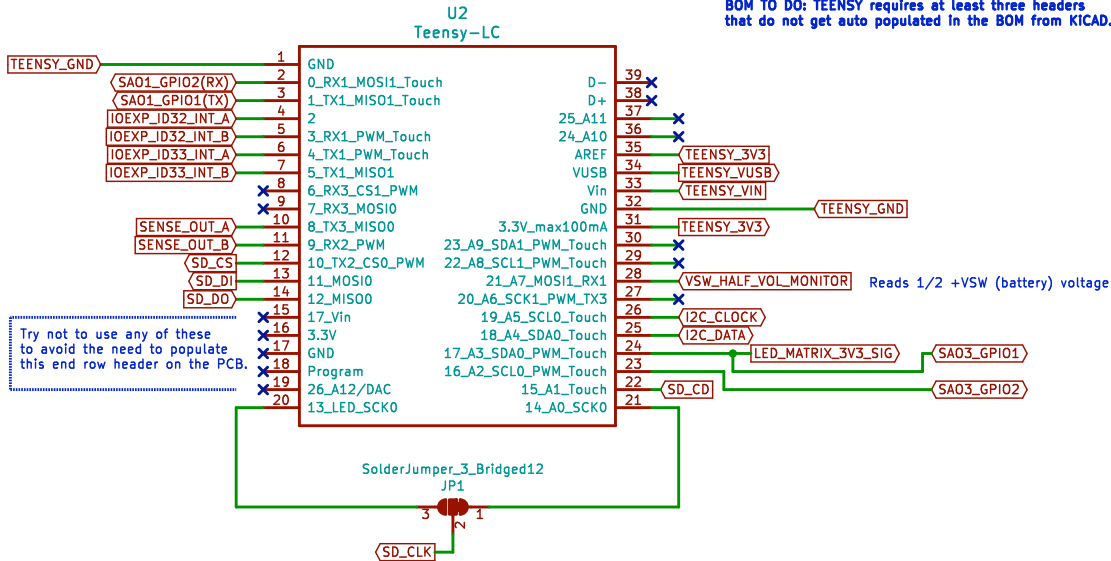 BOM TO DO: TEENSY requires at least three headers
that do not get auto populated in the BOM from KiCAD.
U2
Teensy-LC
TEENSY_GND 1 GND
SAO1_GPIO2(RX) 2 0_RX1_MOSI1_Touch
SAO1_GPIO1(TX) 3 1_TX1_MISO1_Touch
IOEXP_ID32_INT_A 4 2
IOEXP_ID32_INT_B 5 3_RX1_PWM_Touch
IOEXP_ID33_INT_A 6 4_TX1_PWM_Touch
IOEXP_ID33_INT_B 7 5_TX1_MISO1
8 6_RX3_CS1_PWM
9 7_RX3_MOSI0
SENSE_OUT_A 10 8_TX3_MISO0
SENSE_OUT_B 11 9_RX2_PWM
SD_CS 12 10_TX2_CS0_PWM
SD_DI 13 11_MOSI0
SD_DO 14 12_MISO0
15 17_Vin
16 3.3V
17 GND
18 Program
19 26_A12/DAC
20 13_LED_SCK0
Try not to use any of these
to avoid the need to populate
this end row header on the PCB.
D- 39
D+ 38
25_A11 37
24_A10 36
AREF 35 TEENSY_3V3
VUSB 34 TEENSY_VUSB
Vin 33 TEENSY_VIN
GND 32 TEENSY_GND
3.3V_max100mA 31 TEENSY_3V3
23_A9_SDA1_PWM_Touch 30
22_A8_SCL1_PWM_Touch 29
21_A7_MOSI1_RX1 28 VSW_HALF_VOL_MONITOR Reads 1/2 +VSW (battery) voltage
20_A6_SCK1_PWM_TX3 27
19_A5_SCL0_Touch 26 I2C_CLOCK
18_A4_SDA0_Touch 25 I2C_DATA
17_A3_SDA0_PWM_Touch 24 LED_MATRIX_3V3_SIG SAO3_GPIO1
16_A2_SCL0_PWM_Touch 23
15_A1_Touch 22 SD_CD SAO3_GPIO2
14_A0_SCK0 21
SolderJumper_3_Bridged12
JP1
3 2 1
SD_CLK